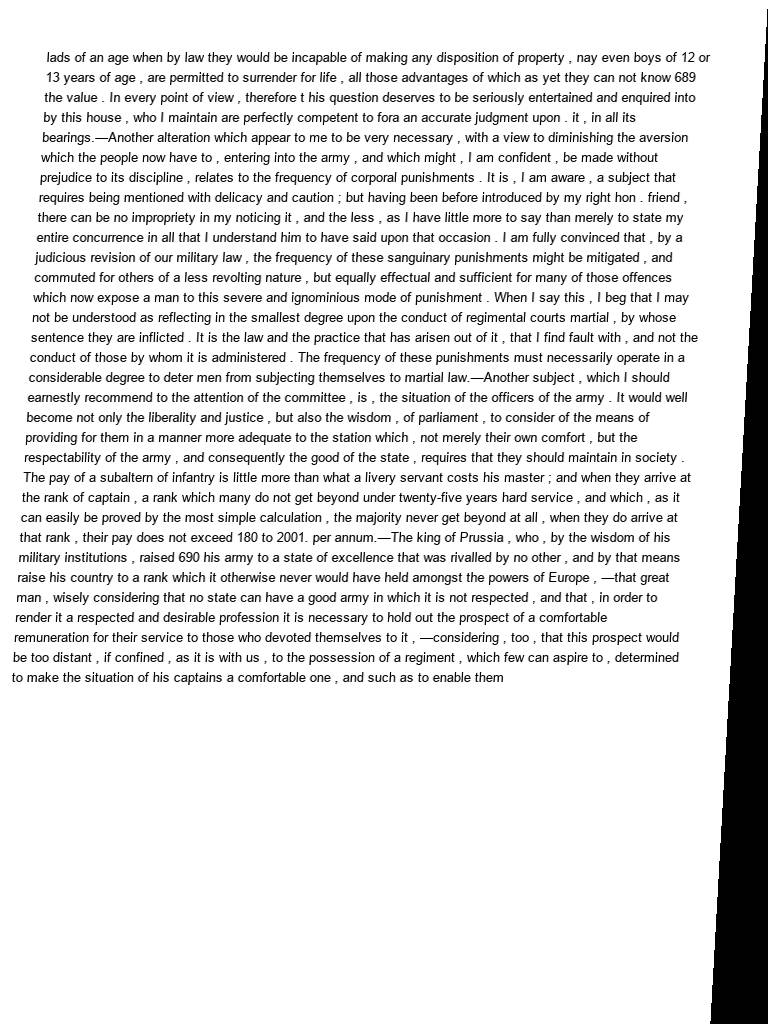 lads of an age when by law they would be incapable of making any disposition of property , nay even boys of 12 or
13 years of age , are permitted to surrender for life , all those advantages of which as yet they can not know 689
the value . In every point of view , therefore t his question deserves to be seriously entertained and enquired into
by this house , who I maintain are perfectly competent to fora an accurate judgment upon . it , in all its
bearings.—Another alteration which appear to me to be very necessary , with a view to diminishing the aversion
which the people now have to , entering into the army , and which might , I am confident , be made without
prejudice to its discipline , relates to the frequency of corporal punishments . It is , I am aware , a subject that
requires being mentioned with delicacy and caution ; but having been before introduced by my right hon . friend ,
there can be no impropriety in my noticing it , and the less , as I have little more to say than merely to state my
entire concurrence in all that I understand him to have said upon that occasion . I am fully convinced that , by a
judicious revision of our military law , the frequency of these sanguinary punishments might be mitigated , and
commuted for others of a less revolting nature , but equally effectual and sufficient for many of those offences
which now expose a man to this severe and ignominious mode of punishment . When I say this , I beg that I may
not be understood as reflecting in the smallest degree upon the conduct of regimental courts martial , by whose
sentence they are inflicted . It is the law and the practice that has arisen out of it , that I find fault with , and not the
conduct of those by whom it is administered . The frequency of these punishments must necessarily operate in a
considerable degree to deter men from subjecting themselves to martial law.—Another subject , which I should
earnestly recommend to the attention of the committee , is , the situation of the officers of the army . It would well
become not only the liberality and justice , but also the wisdom , of parliament , to consider of the means of
providing for them in a manner more adequate to the station which , not merely their own comfort , but the
respectability of the army , and consequently the good of the state , requires that they should maintain in society .
The pay of a subaltern of infantry is little more than what a livery servant costs his master ; and when they arrive at
the rank of captain , a rank which many do not get beyond under twenty-five years hard service , and which , as it
can easily be proved by the most simple calculation , the majority never get beyond at all , when they do arrive at
that rank , their pay does not exceed 180 to 2001. per annum.—The king of Prussia , who , by the wisdom of his
military institutions , raised 690 his army to a state of excellence that was rivalled by no other , and by that means
raise his country to a rank which it otherwise never would have held amongst the powers of Europe , —that great
man , wisely considering that no state can have a good army in which it is not respected , and that , in order to
render it a respected and desirable profession it is necessary to hold out the prospect of a comfortable
remuneration for their service to those who devoted themselves to it , —considering , too , that this prospect would
be too distant , if confined , as it is with us , to the possession of a regiment , which few can aspire to , determined
to make the situation of his captains a comfortable one , and such as to enable them